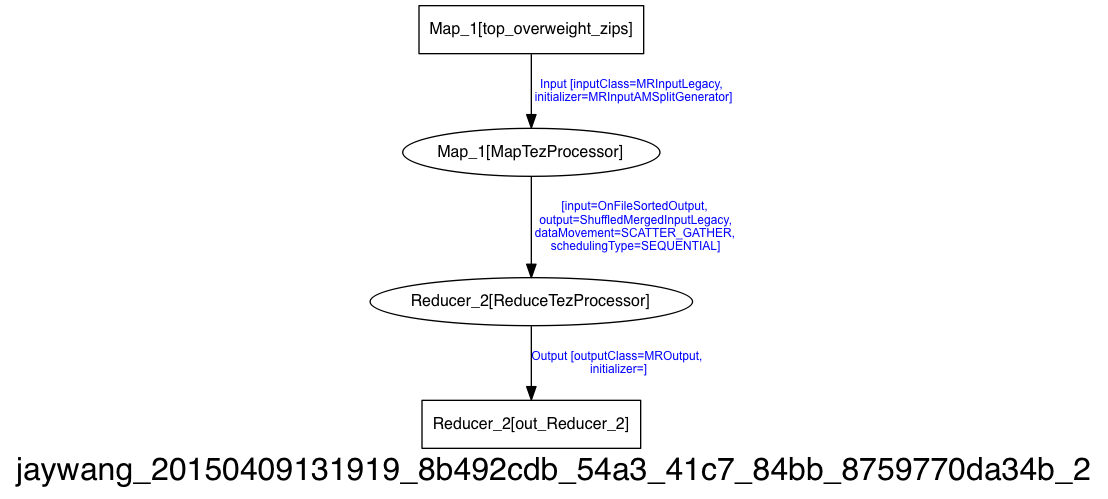 Map_1[top_overweight_zips]
Input [inputClass=MRInputLegacy,
initializer=MRInputAMSplitGenerator]
Map_1[MapTezProcessor]
[input=OnFileSortedOutput,
output=ShuffledMergedInputLegacy,
dataMovement=SCATTER_GATHER,
schedulingType=SEQUENTIAL]
Reducer_2[ReduceTezProcessor]
Output [outputClass=MROutput,
initializer=]
Reducer_2[out_Reducer_2]
jaywang_20150409131919_8b492cdb_54a3_41c7_84bb_8759770da34b_2